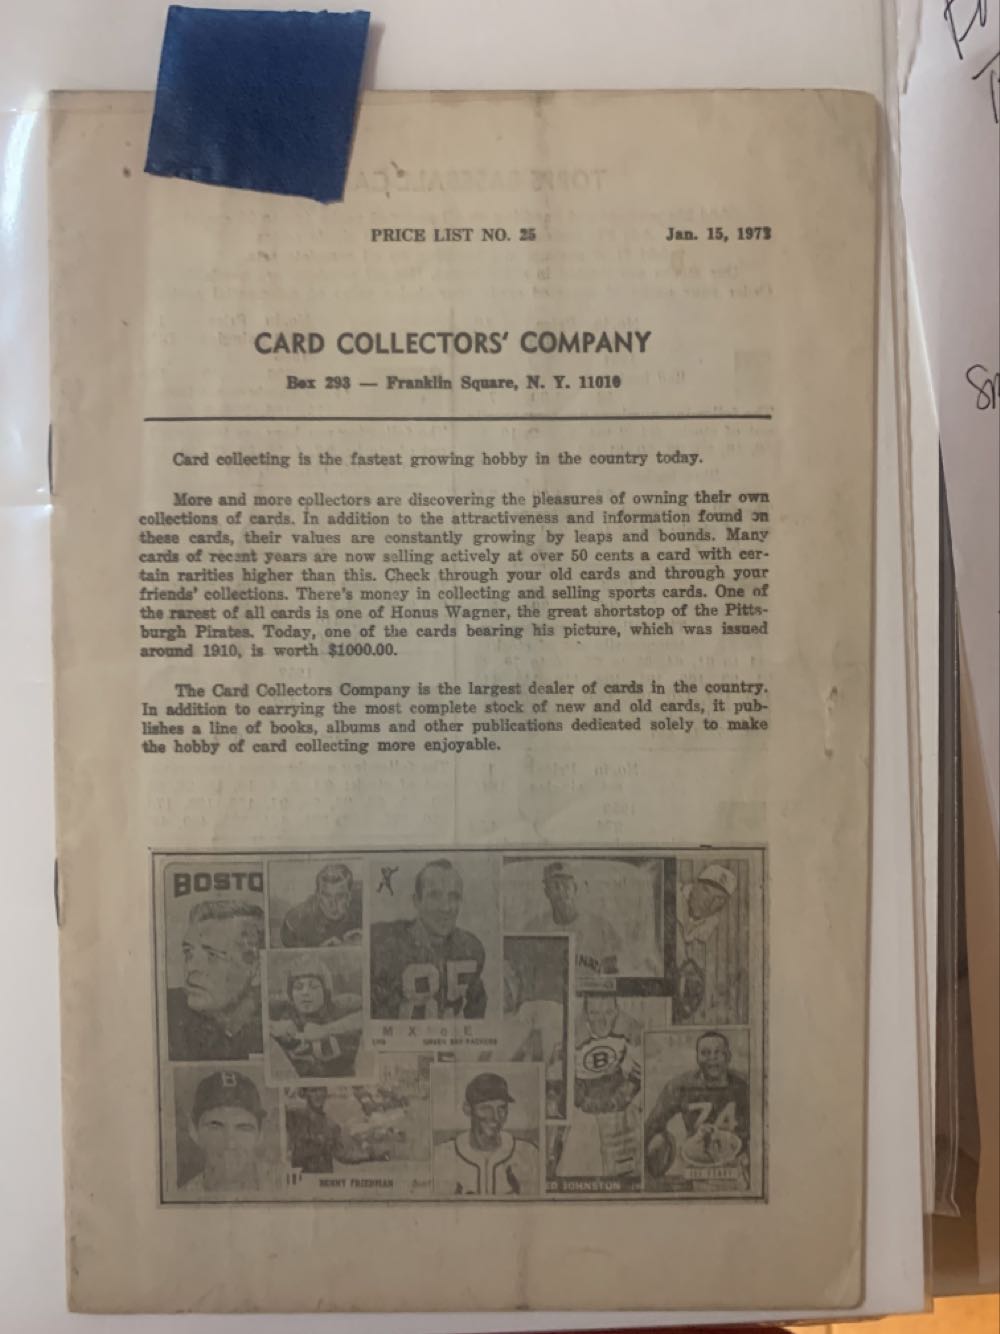 PRICE LIST NO. 25 Jan. 15, 1973
CARD COLLECTORS' COMPANY
Box 293 — Franklin Square, N. Y. 11010
Card collecting is the fastest growing hobby in the country today.
More and more collectors are discovering the pleasures of owning their own
collections of cards. In addition to the attractiveness and information found on
these cards, their values are constantly growing by leaps and bounds. Many
cards of recent years are now selling actively at over 50 cents a card with cer-
tain rarities higher than this. Check through your old cards and through your
friends' collections. There's money in collecting and selling sports cards. One of
the rarest of all cards is one of Honus Wagner, the great shortstop of the Pitts-
burgh Pirates. Today, one of the cards bearing his picture, which was issued
around 1910, is worth $1000.00.
The Card Collectors Company is the largest dealer of cards in the country.
In addition to carrying the most complete stock of new and old cards, it pub-
lishes a line of books, albums and other publications dedicated solely to make
the hobby of card collecting more enjoyable.
BOSTO
85
GREEN BAY PACKERS
20
B
B
74
BENNY FRIEDMAN
ED JOHNSTON